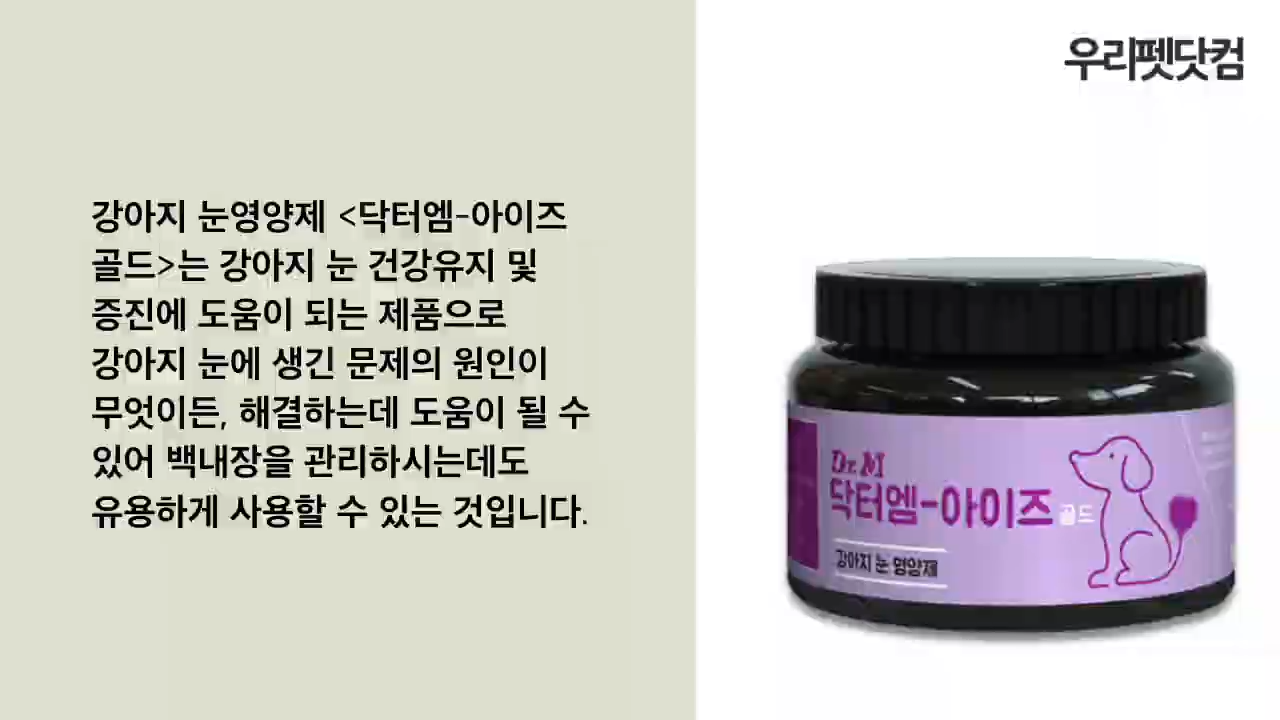 우리펫닷컴
강아지 눈영양제 <닥터엠-아이즈
골드>는 강아지 눈 건강유지 및
증진에 도움이 되는 제품으로
강아지 눈에 생긴 문제의 원인이
무엇이든, 해결하는데 도움이 될 수
있어 백내장을 관리하시는데도
유용하게 사용할 수 있는 것입니다.
Dr.M
닥터엠-아이즈 골드
강아지 눈 영양제